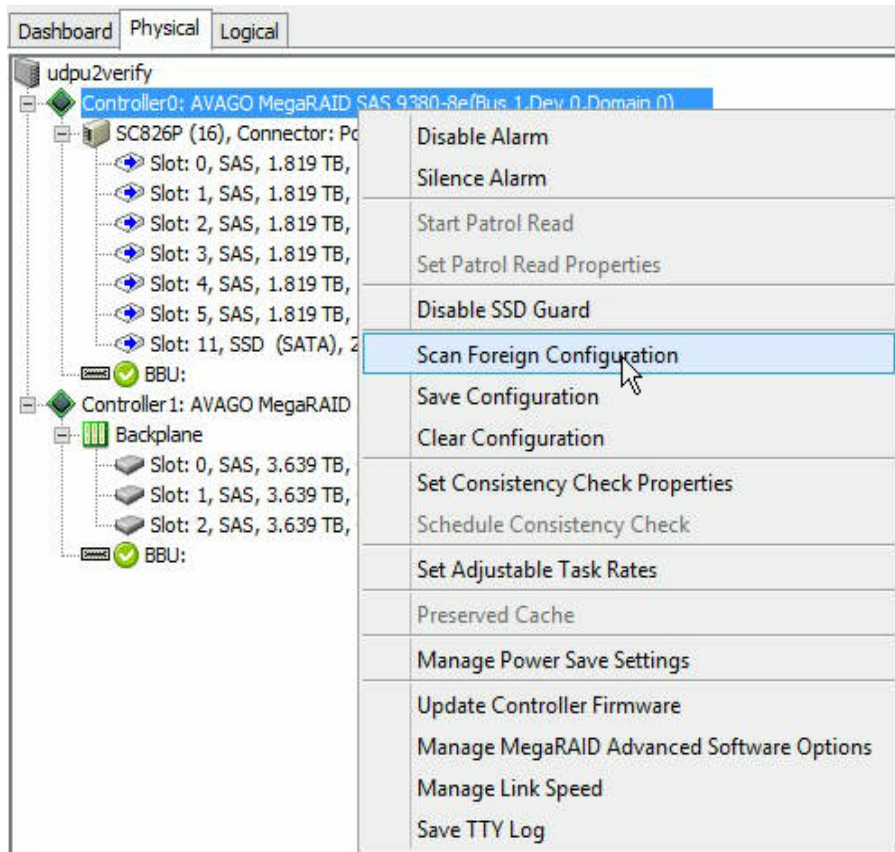 Dashboard Physical Logical
udpu2verify
Controller0: AVAGO MegaRAID SAS 9380-8e(Bus 1,Dev 0,Domain 0)
SC826P (16), Connector: Po
Slot: 0, SAS, 1.819 TB,
Slot: 1, SAS, 1.819 TB,
Slot: 2, SAS, 1.819 TB,
Slot: 3, SAS, 1.819 TB,
Slot: 4, SAS, 1.819 TB,
Slot: 5, SAS, 1.819 TB,
Slot: 11, SSD (SATA), 2
BBU:
Controller1: AVAGO MegaRAID
Backplane
Slot: 0, SAS, 3.639 TB,
Slot: 1, SAS, 3.639 TB,
Slot: 2, SAS, 3.639 TB,
BBU:
Disable Alarm
Silence Alarm
Start Patrol Read
Set Patrol Read Properties
Disable SSD Guard
Scan Foreign Configuration
Save Configuration
Clear Configuration
Set Consistency Check Properties
Schedule Consistency Check
Set Adjustable Task Rates
Preserved Cache
Manage Power Save Settings
Update Controller Firmware
Manage MegaRAID Advanced Software Options
Manage Link Speed
Save TTY Log